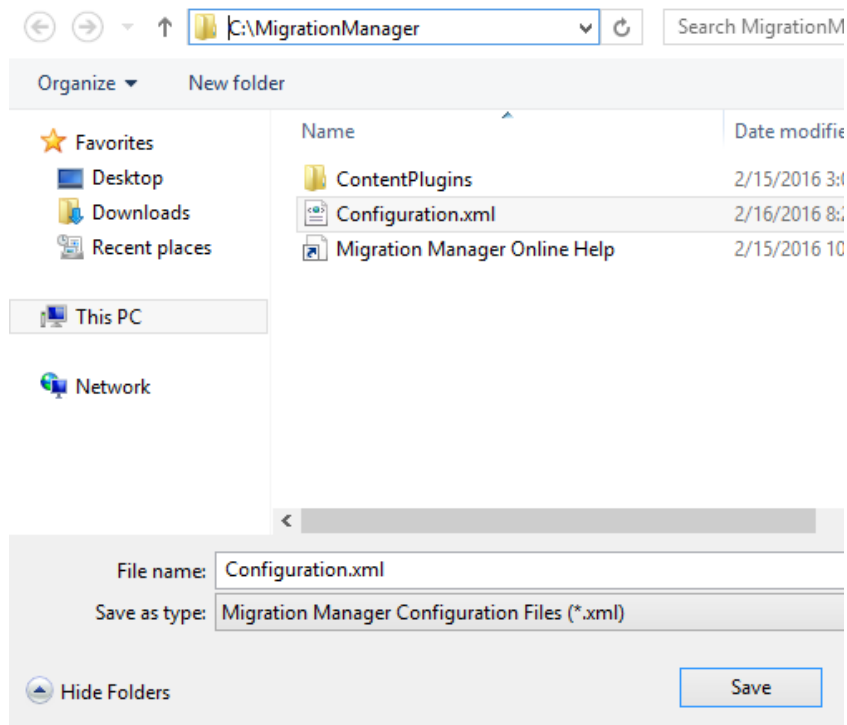 C:\MigrationManager
Search MigrationM
Organize
New folder
Favorites
Desktop
Downloads
Recent places
This PC
Network
Name
Date modifie
ContentPlugins
2/15/2016 3:0
Configuration.xml
2/16/2016 8:2
Migration Manager Online Help
2/15/2016 10
File name: Configuration.xml
Save as type: Migration Manager Configuration Files (*.xml)
Hide Folders
Save